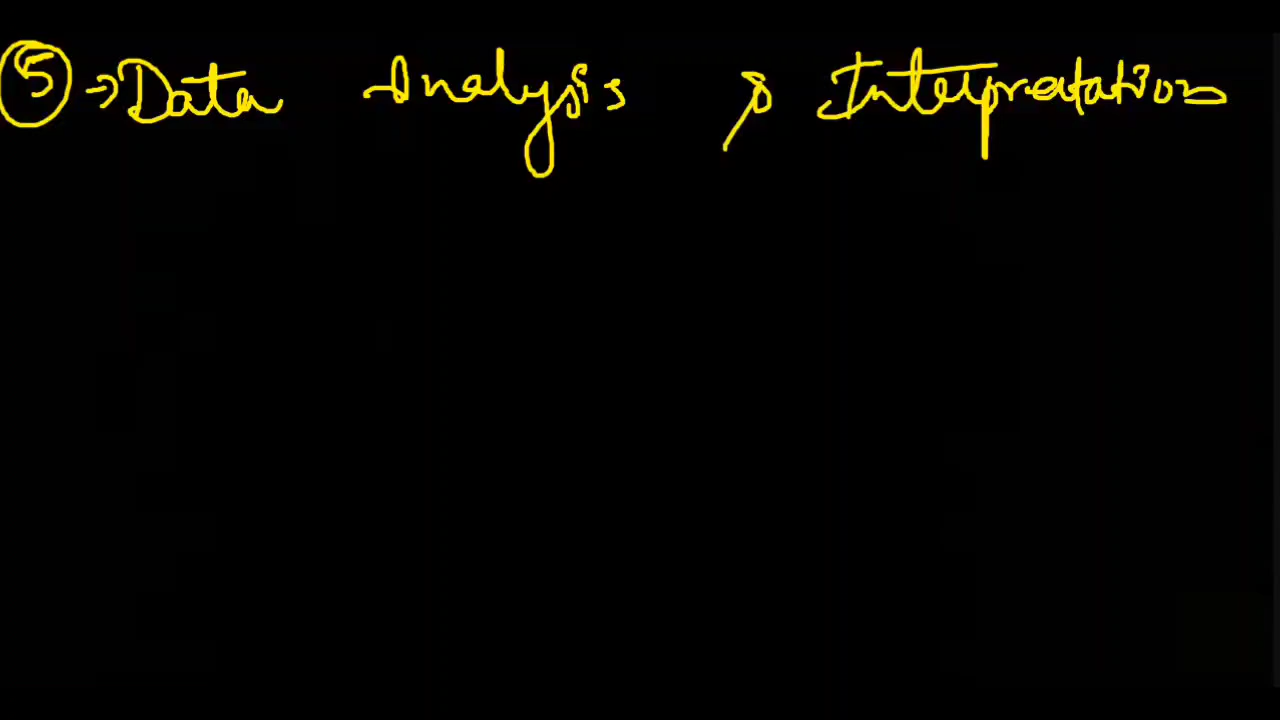 ⑤ → Data Analysis & Interpretation